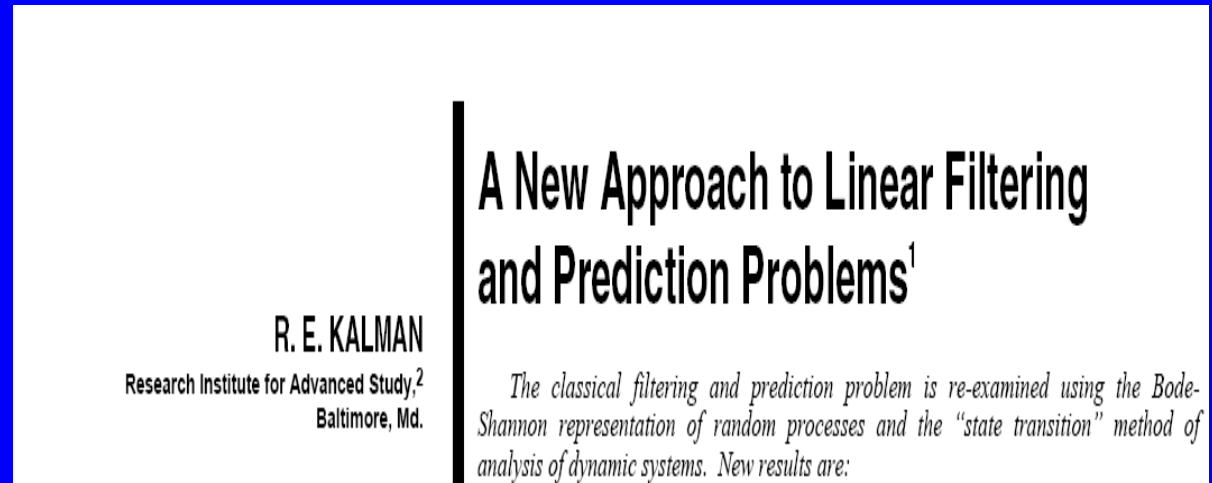 A New Approach to Linear Filtering
and Prediction Problems¹
R. E. KALMAN
Research Institute for Advanced Study,²
Baltimore, Md.
The classical filtering and prediction problem is re-examined using the Bode-
Shannon representation of random processes and the “state transition” method of
analysis of dynamic systems. New results are: